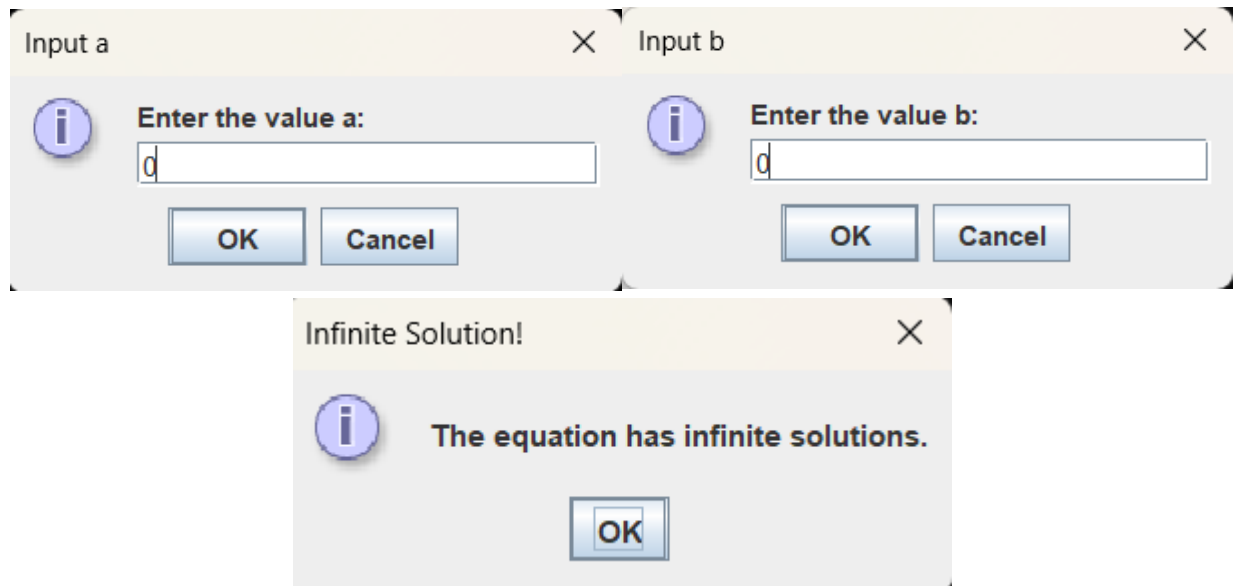 Input a
Enter the value a:
0
OK Cancel
Input b
Enter the value b:
0
OK Cancel
Infinite Solution!
The equation has infinite solutions.
OK